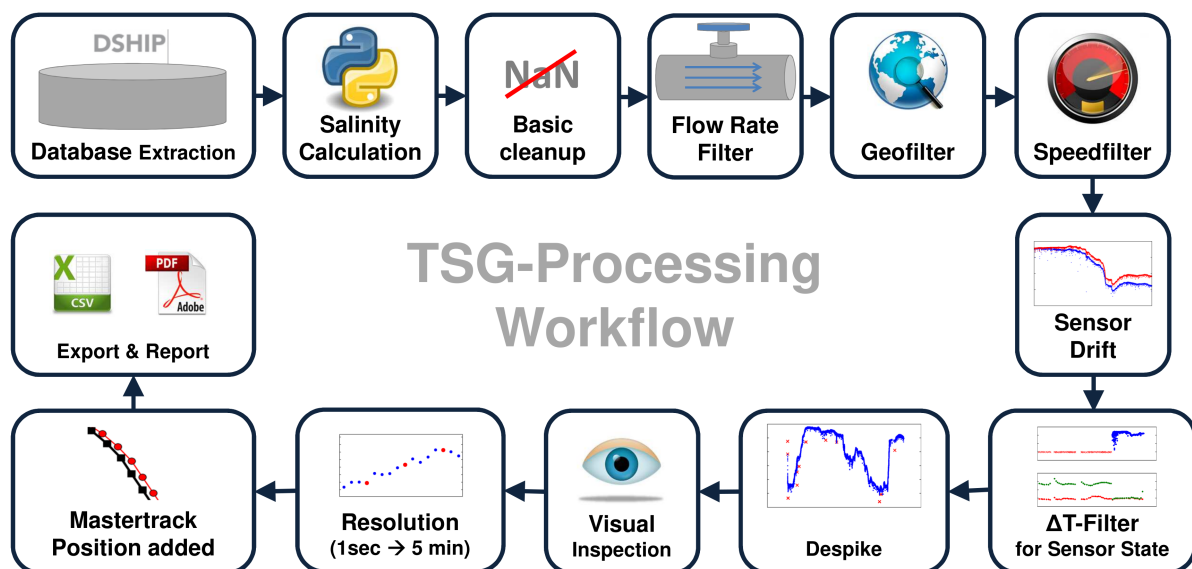 DSHIP
Database Extraction
Salinity
Calculation
NaN
Basic
cleanup
Flow Rate
Filter
Geofilter
Speedfilter
TSG-Processing
Workflow
Sensor
Drift
ΔT-Filter
for Sensor State
Despike
Visual
Inspection
Resolution
(1sec → 5 min)
Mastertrack
Position added
X
CSV
PDF
Adobe
Export & Report